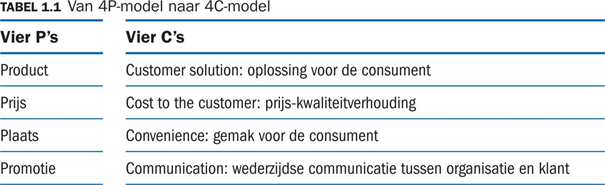 TABEL 1.1 Van 4P-model naar 4C-model
Vier P's Vier C's
Product Customer solution: oplossing voor de consument
Prijs Cost to the customer: prijs-kwaliteitverhouding
Plaats Convenience: gemak voor de consument
Promotie Communication: wederzijdse communicatie tussen organisatie en klant